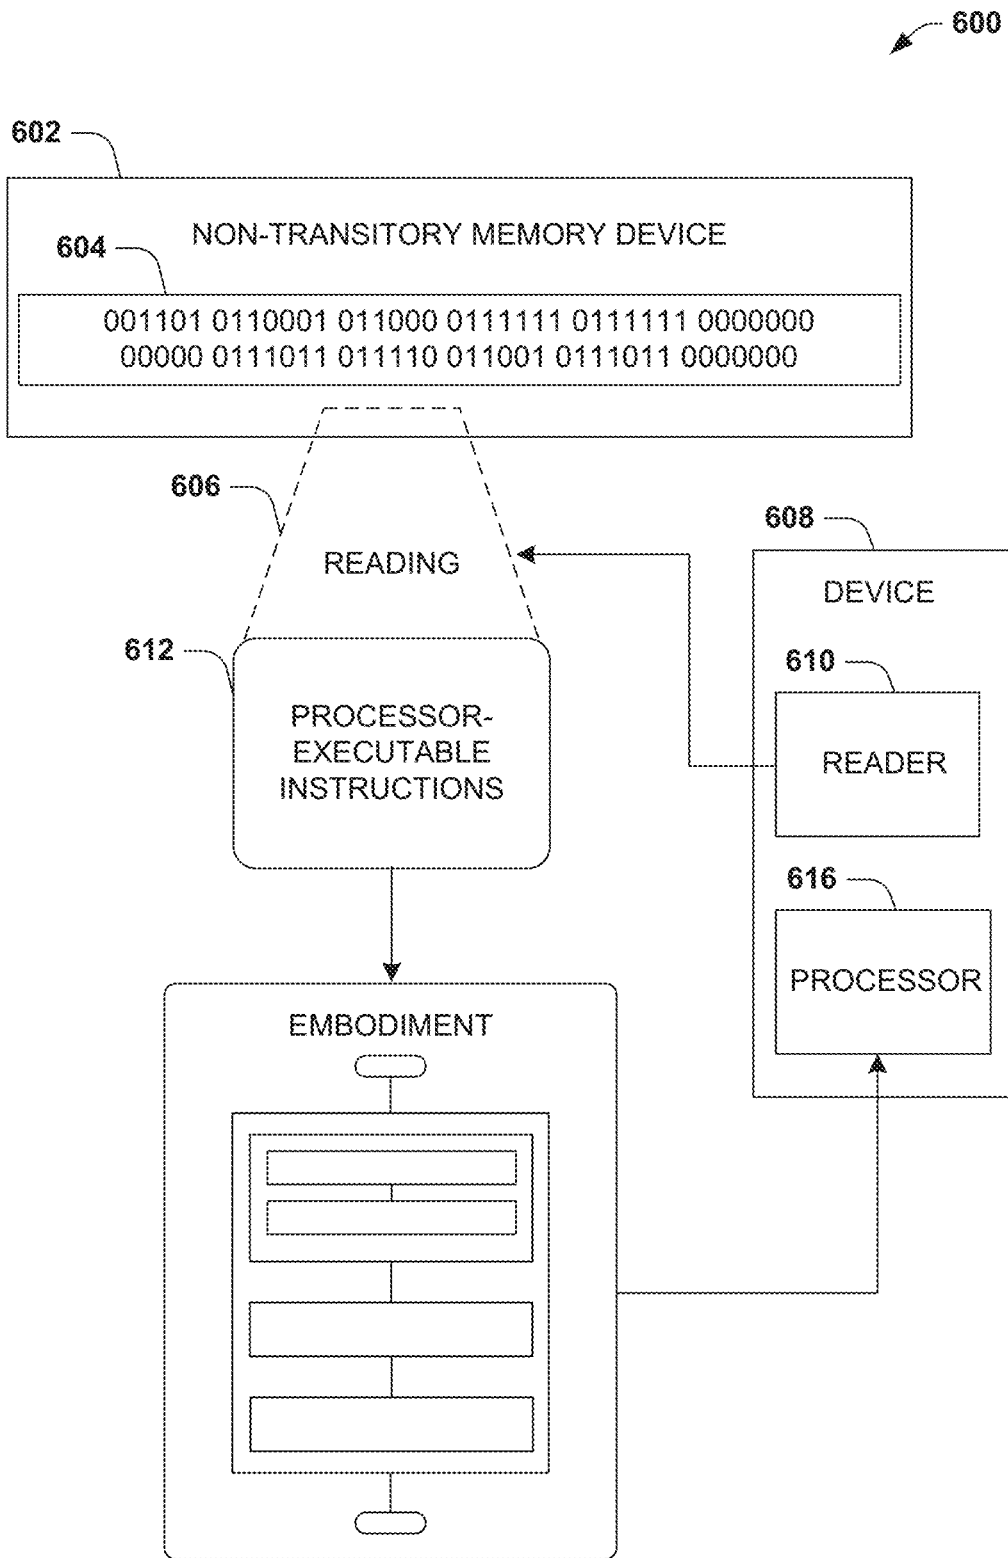 600
602
NON-TRANSITORY MEMORY DEVICE
604
001101 0110001 011000 0111111 0111111 0000000
00000 0111011 011110 011001 0111011 0000000
606
READING
608
DEVICE
610
READER
612
PROCESSOR-
EXECUTABLE
INSTRUCTIONS
616
PROCESSOR
EMBODIMENT